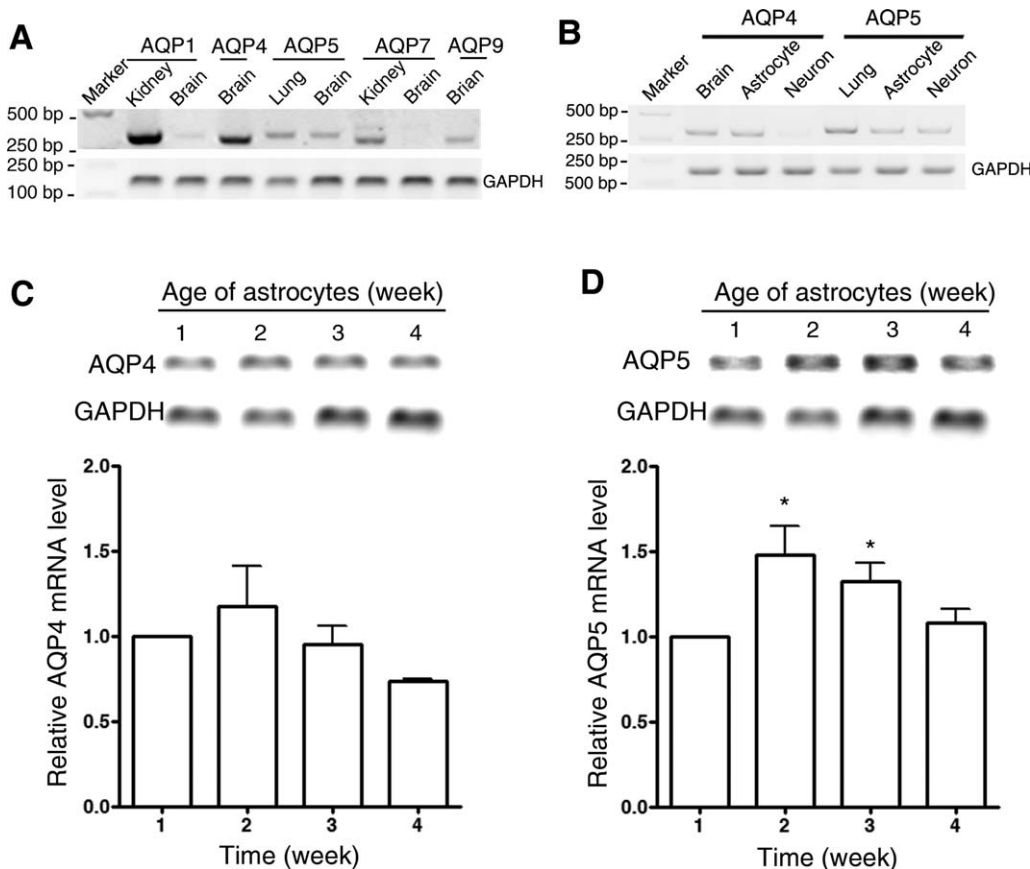 A
AQP1 AQP4 AQP5 AQP7 AQP9
Marker Kidney Brain Brain Lung Brain Kidney Brain Brian
500 bp
250 bp
250 bp
100 bp
GAPDH
B
AQP4 AQP5
Marker Brain Astrocyte Neuron Lung Astrocyte Neuron
500 bp
250 bp
250 bp
500 bp
GAPDH
C
Age of astrocytes (week)
1 2 3 4
AQP4
GAPDH
Relative AQP4 mRNA level
2.0
1.5
1.0
0.5
0.0
1 2 3 4
Time (week)
D
Age of astrocytes (week)
1 2 3 4
AQP5
GAPDH
Relative AQP5 mRNA level
2.0
1.5
1.0
0.5
0.0
* *
1 2 3 4
Time (week)